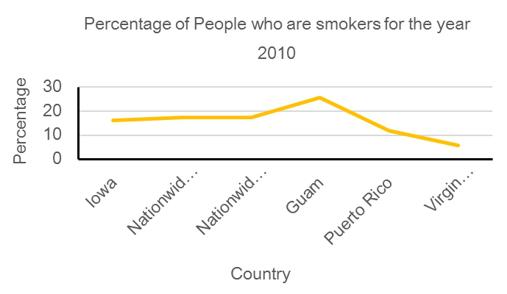 Percentage of People who are smokers for the year
2010
Percentage
30
20
10
0
Iowa
Nationwid...
Nationwid...
Guam
Puerto Rico
Virgin...
Country